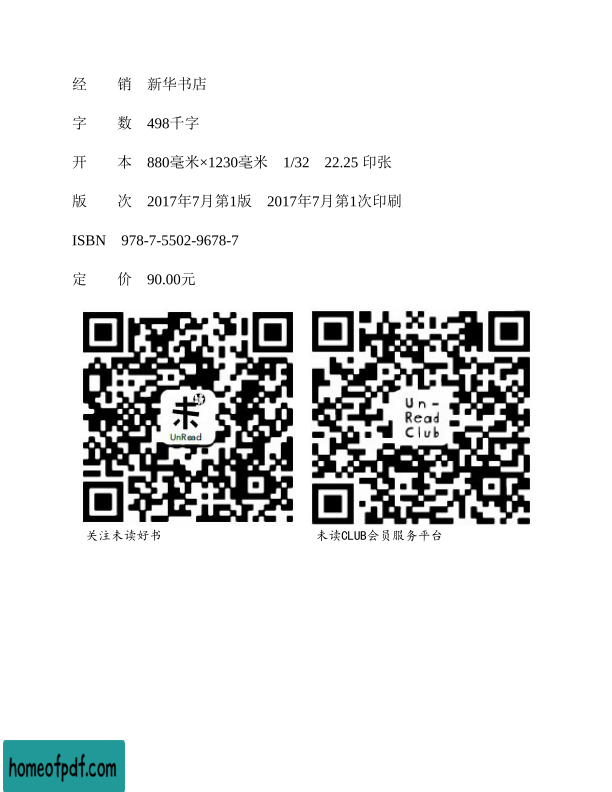 经　　销　新华书店
字　　数　498千字
开　　本　880毫米×1230毫米　1/32　22.25 印张
版　　次　2017年7月第1版　2017年7月第1次印刷
ISBN　978-7-5502-9678-7
定　　价　90.00元
未
UnRead
Un-
Read
Club
关注未读好书
未读CLUB会员服务平台
homeofpdf.com